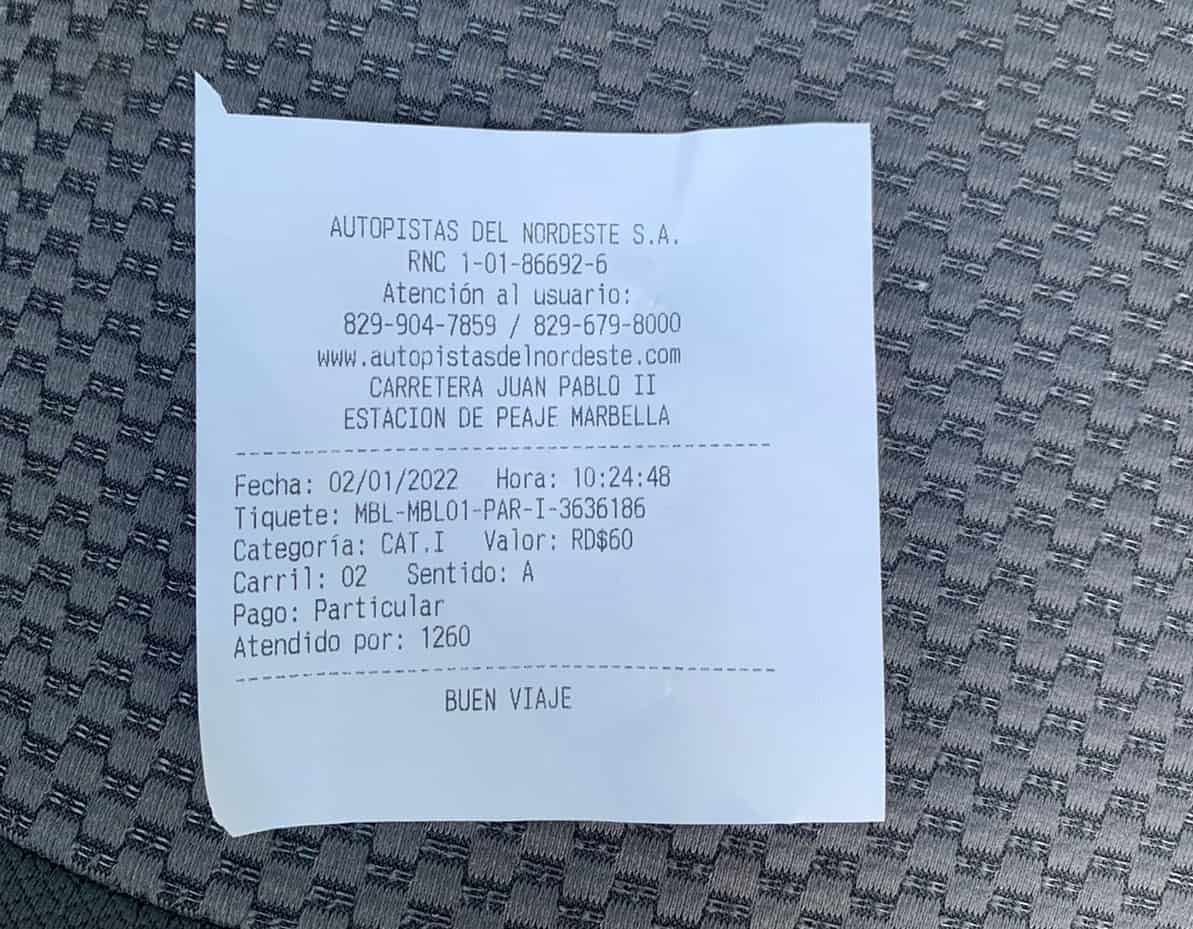 AUTOPISTAS DEL NORDESTE S.A.
RNC 1-01-86692-6
Atención al usuario:
829-904-7859 / 829-679-8000
www.autopistasdelnordeste.com
CARRETERA JUAN PABLO II
ESTACION DE PEAJE MARBELLA
Fecha: 02/01/2022 Hora: 10:24:48
Tiquete: MBL-MBL01-PAR-I-3636186
Categoría: CAT.I Valor: RD$60
Carril: 02 Sentido: A
Pago: Particular
Atendido por: 1260
BUEN VIAJE